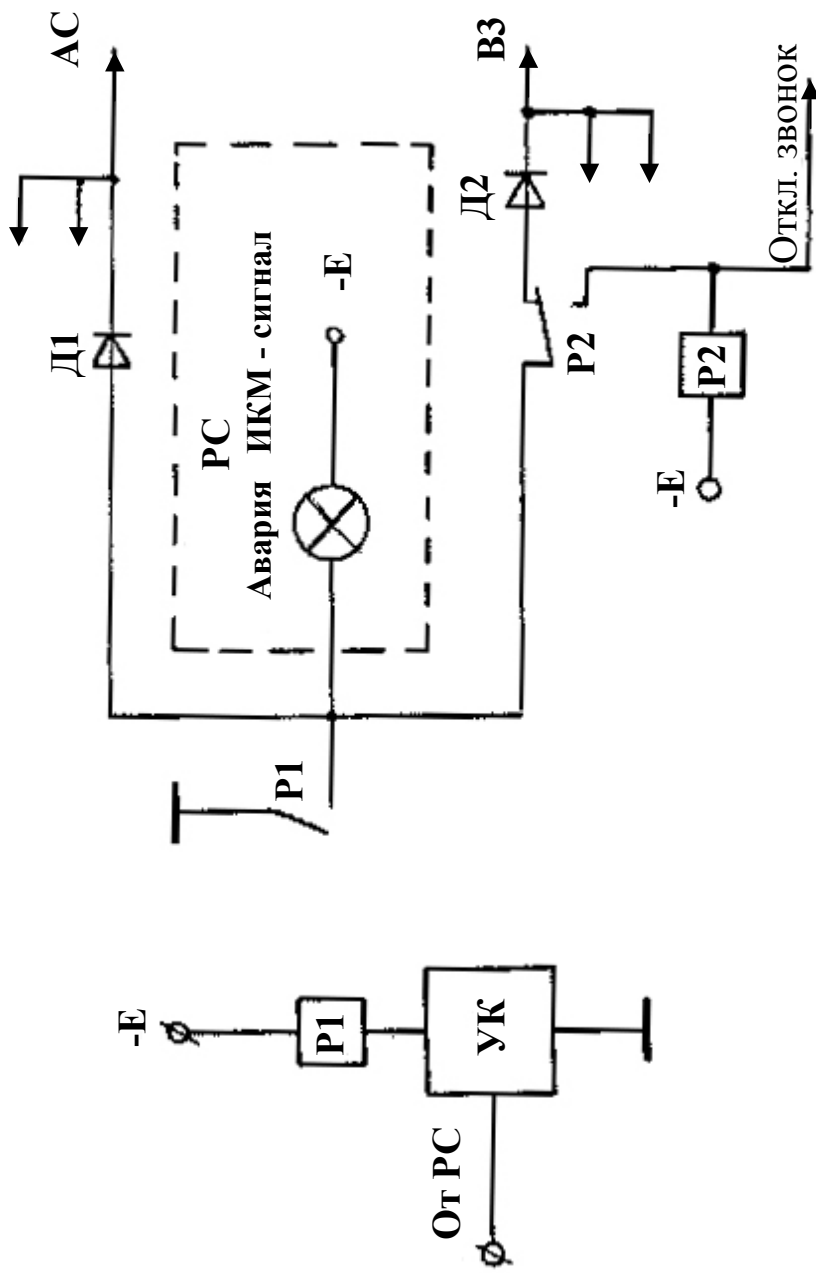 АС
Д1
РС
Авария ИКМ - сигнал
-Е
Р1
ВЗ
Д2
Р2
Р2
-Е
Откл. звонок
-Е
Р1
УК
От РС